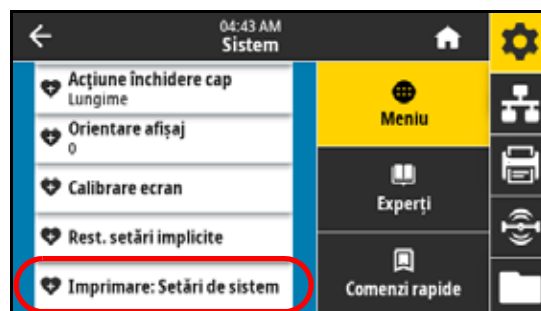 04:43 AM
Sistem
Acțiune închidere cap
Lungime
Orientare afișaj
0
Calibrare ecran
Rest. setări implicite
Imprimare: Setări de sistem
Meniu
Experți
Comenzi rapide